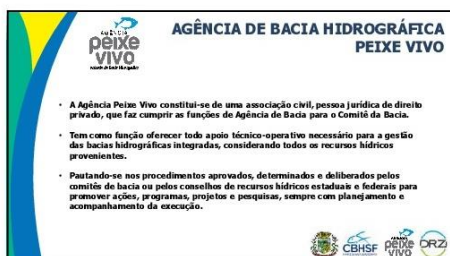 AGÊNCIA DE BACIA HIDROGRÁFICA
PEIXE VIVO
AGÊNCIA
peixe
vivo
• A Agência Peixe Vivo constitui-se de uma associação civil, pessoa jurídica de direito
privado, que faz cumprir as funções de Agência de Bacia para o Comitê da Bacia.
• Tem como função oferecer todo apoio técnico-operativo necessário para a gestão
das bacias hidrográficas integradas, considerando todos os recursos hídricos
provenientes.
• Pautando-se nos procedimentos aprovados, determinados e deliberados pelos
comitês de bacia ou pelos conselhos de recursos hídricos estaduais e federais para
promover ações, programas, projetos e pesquisas, sempre com planejamento e
acompanhamento da execução.
CBHSF
peixe
vivo
DRZ